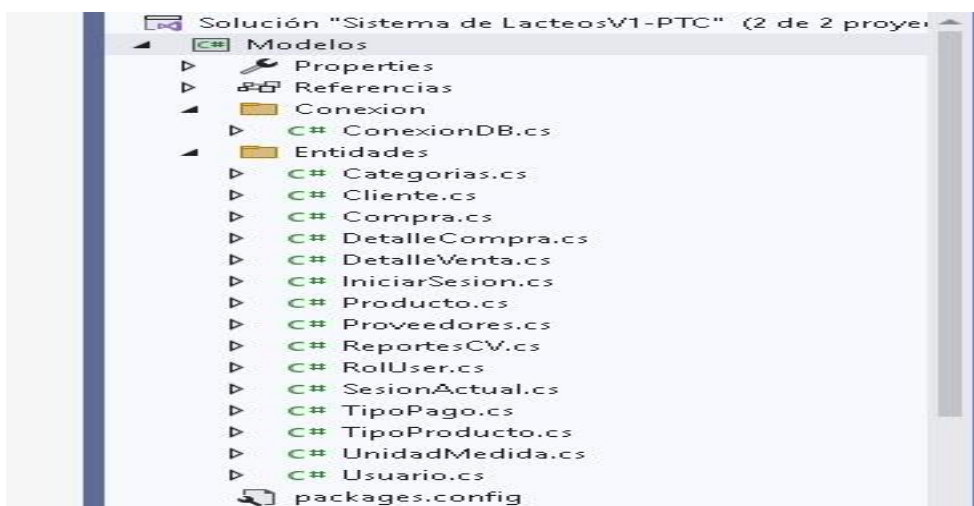 Solución "Sistema de LacteosV1-PTC" (2 de 2 proye
C# Modelos
Properties
Referencias
Conexion
C# ConexionDB.cs
Entidades
C# Categorias.cs
C# Cliente.cs
C# Compra.cs
C# DetalleCompra.cs
C# DetalleVenta.cs
C# IniciarSesion.cs
C# Producto.cs
C# Proveedores.cs
C# ReportesCV.cs
C# RolUser.cs
C# SesionActual.cs
C# TipoPago.cs
C# TipoProducto.cs
C# UnidadMedida.cs
C# Usuario.cs
packages.config